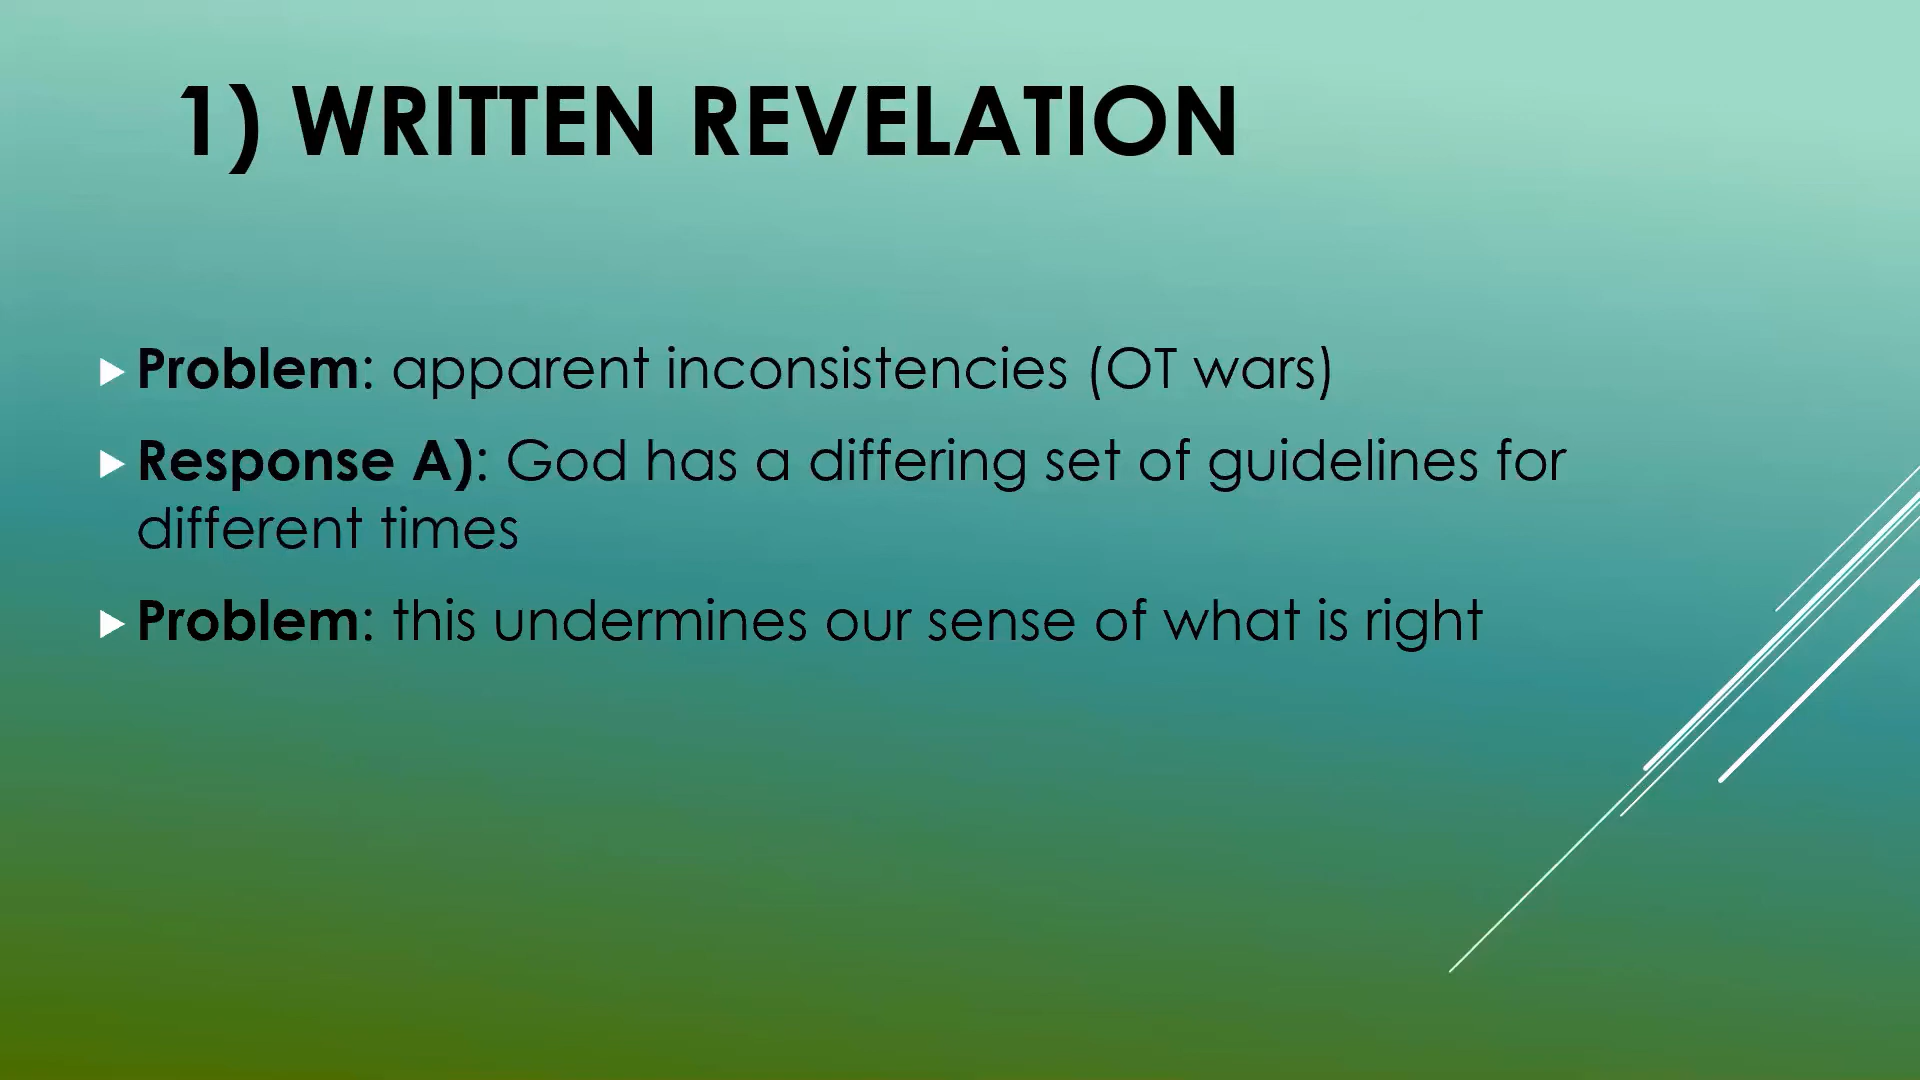 1) WRITTEN REVELATION
Problem: apparent inconsistencies (OT wars)
Response A): God has a differing set of guidelines for
different times
Problem: this undermines our sense of what is right